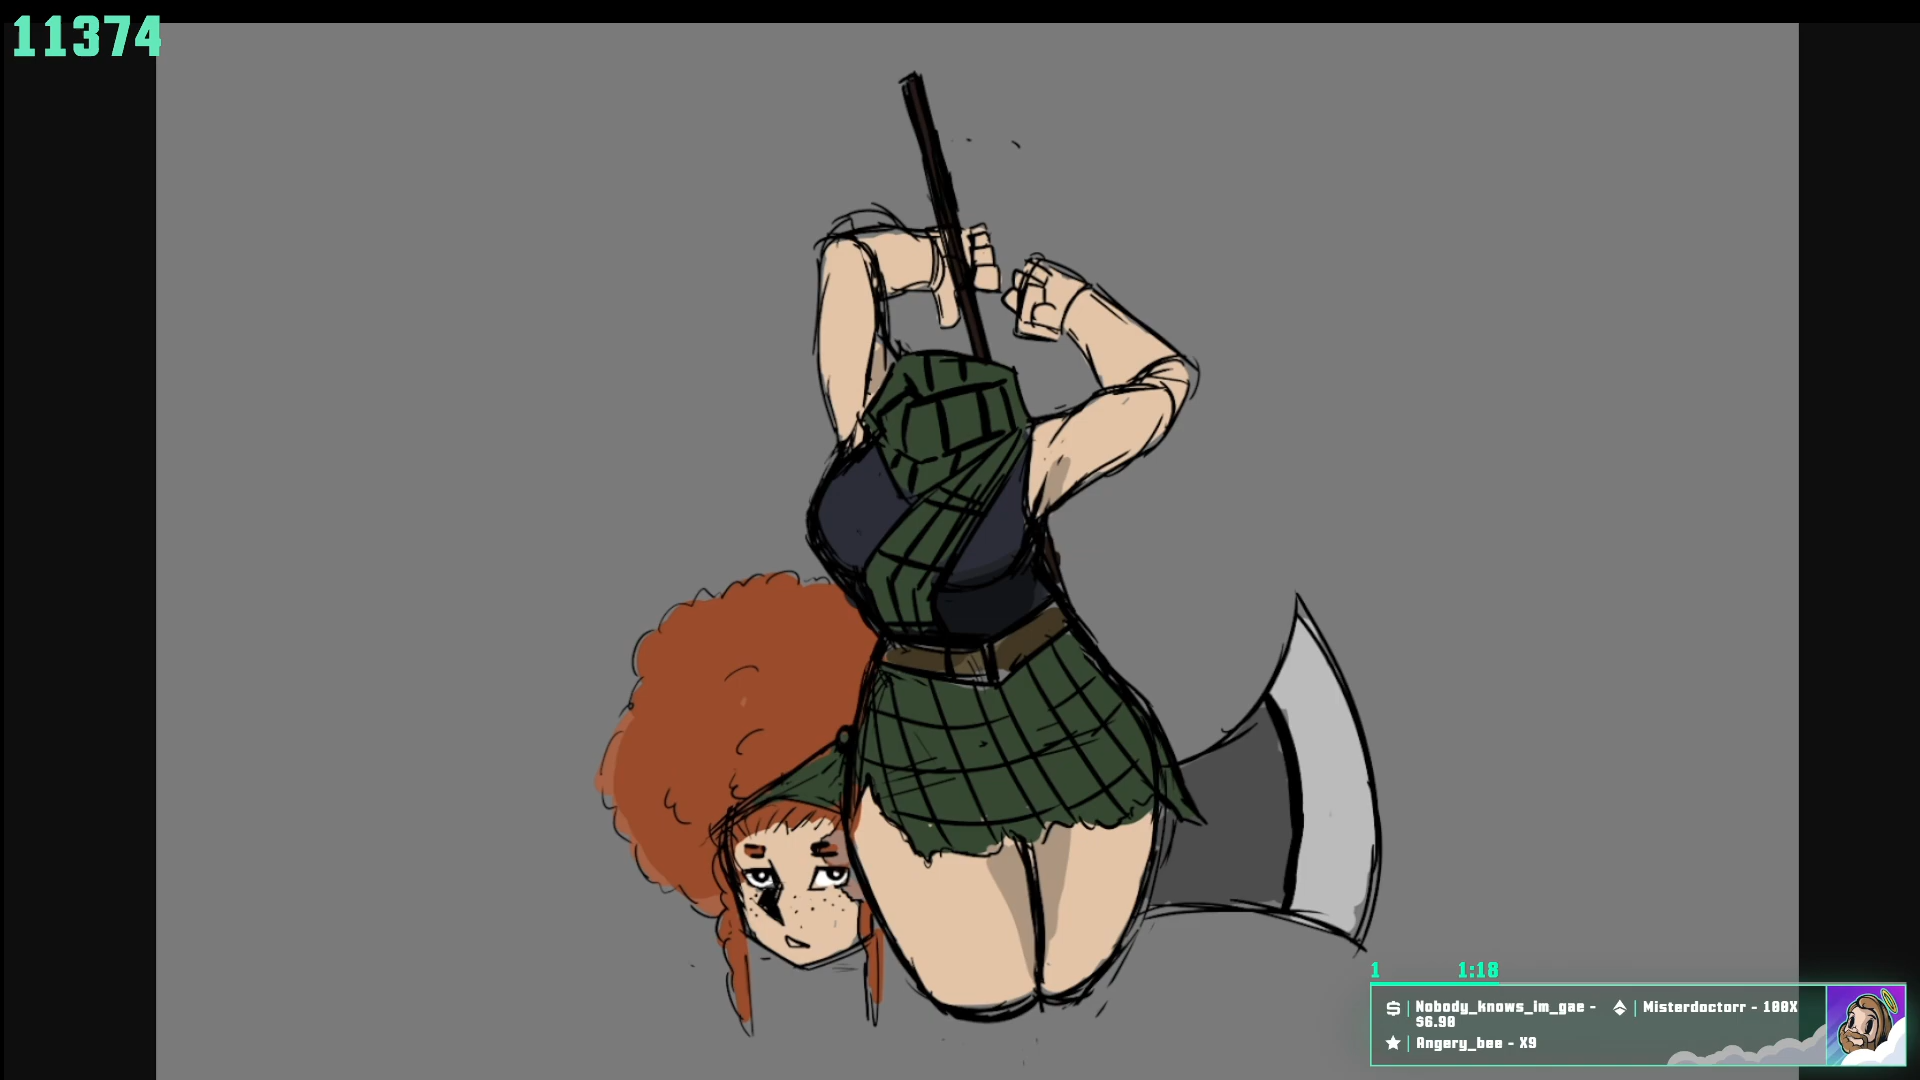 11374
1 1:18
Nobody_knows_im_gae - Misterdoctorr - 100X
$6.90
Angery_bee - X9